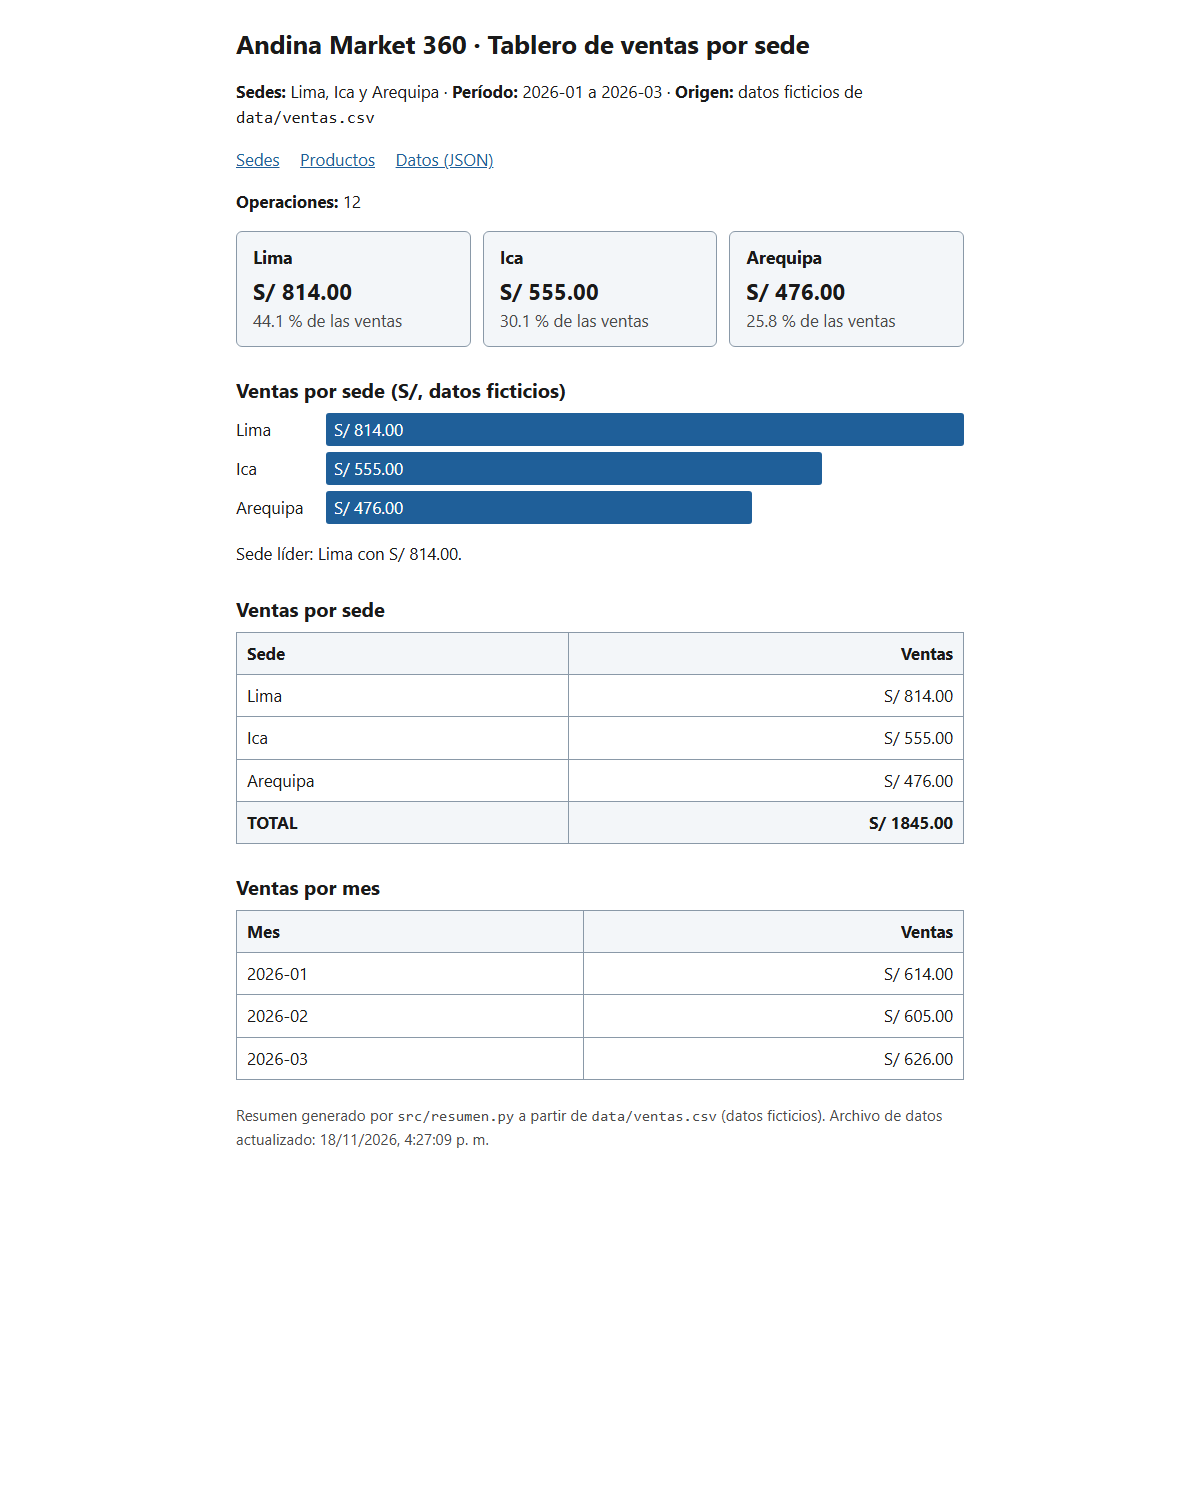 Andina Market 360 · Tablero de ventas por sede
Sedes: Lima, Ica y Arequipa · Período: 2026-01 a 2026-03 · Origen: datos ficticios de
data/ventas.csv
Sedes Productos Datos (JSON)
Operaciones: 12
Lima
S/ 814.00
44.1 % de las ventas
Ica
S/ 555.00
30.1 % de las ventas
Arequipa
S/ 476.00
25.8 % de las ventas
Ventas por sede (S/, datos ficticios)
Lima S/ 814.00
Ica S/ 555.00
Arequipa S/ 476.00
Sede líder: Lima con S/ 814.00.
Ventas por sede
Sede Ventas
Lima S/ 814.00
Ica S/ 555.00
Arequipa S/ 476.00
TOTAL S/ 1845.00
Ventas por mes
Mes Ventas
2026-01 S/ 614.00
2026-02 S/ 605.00
2026-03 S/ 626.00
Resumen generado por src/resumen.py a partir de data/ventas.csv (datos ficticios). Archivo de datos
actualizado: 18/11/2026, 4:27:09 p. m.